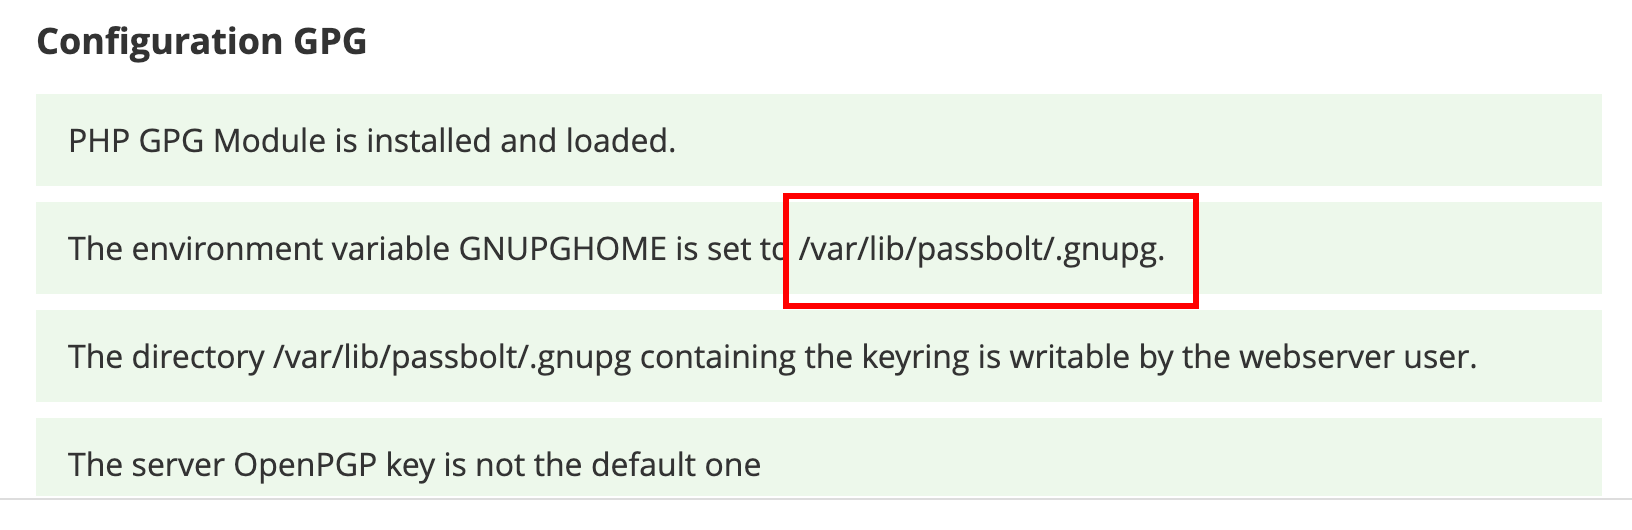 Configuration GPG
PHP GPG Module is installed and loaded.
The environment variable GNUPGHOME is set to /var/lib/passbolt/.gnupg.
The directory /var/lib/passbolt/.gnupg containing the keyring is writable by the webserver user.
The server OpenPGP key is not the default one